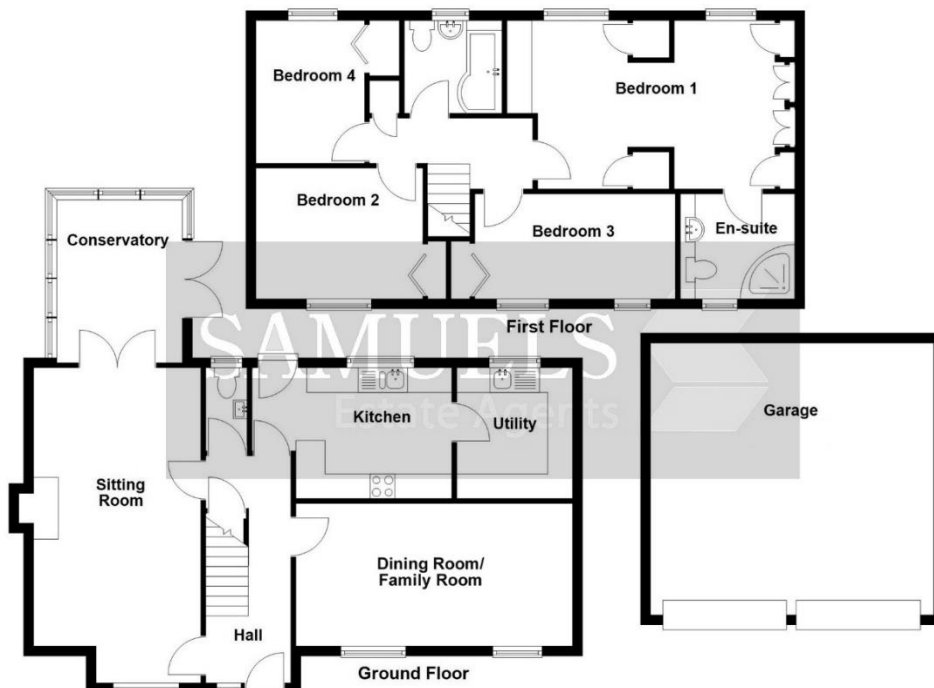 Bedroom 4
Bedroom 1
Bedroom 2
Bedroom 3
En-suite
Conservatory
First Floor
SAMUELS
Estate Agents
Kitchen
Utility
Garage
Sitting
Room
Dining Room/
Family Room
Hall
Ground Floor